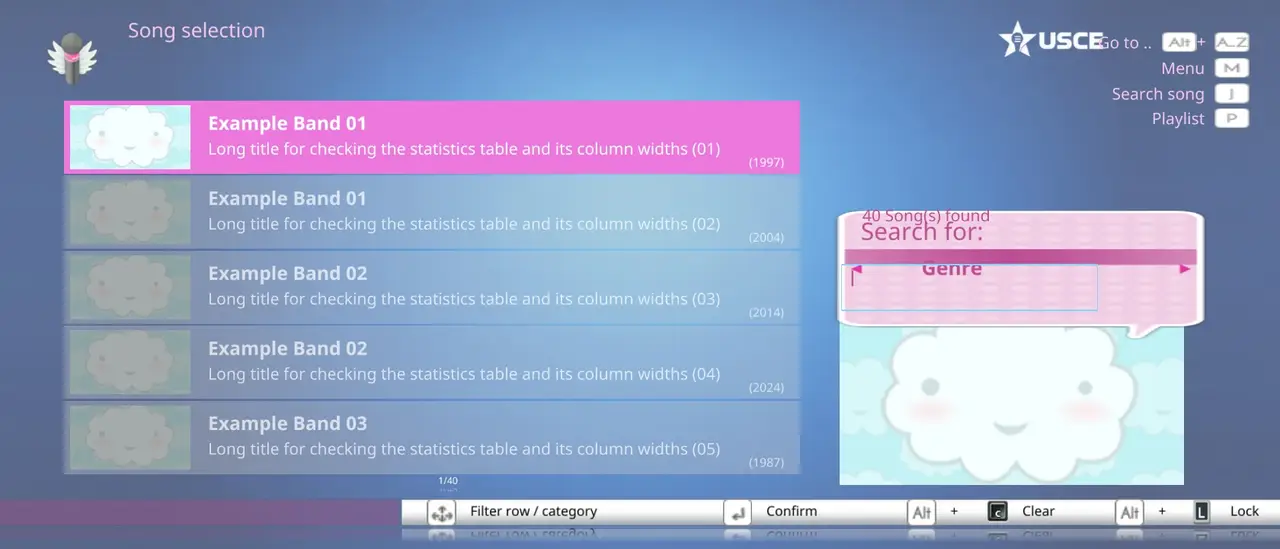 Song selection
USCE
Go to .. Alt + A_Z
Menu M
Search song J
Playlist P
Example Band 01
Long title for checking the statistics table and its column widths (01)
(1997)
Example Band 01
Long title for checking the statistics table and its column widths (02)
(2004)
Example Band 02
Long title for checking the statistics table and its column widths (03)
(2014)
Example Band 02
Long title for checking the statistics table and its column widths (04)
(2024)
Example Band 03
Long title for checking the statistics table and its column widths (05)
(1987)
1/40
40 Song(s) found
Search for:
Genre
Filter row / category
Confirm
Alt + c Clear
Alt + L Lock